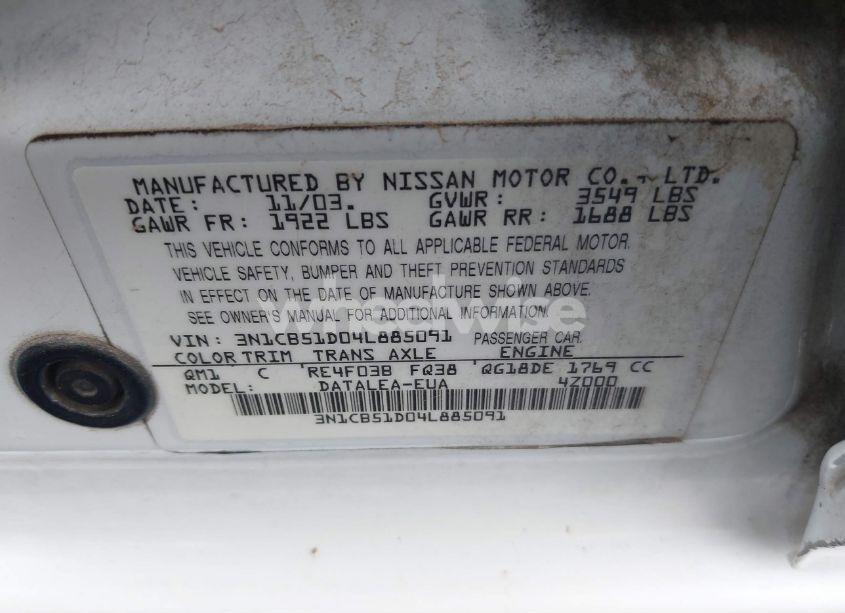 MANUFACTURED BY NISSAN MOTOR CO., LTD.
DATE: 11/03. GVWR: 3549 LBS
GAWR FR: 1922 LBS GAWR RR: 1688 LBS
THIS VEHICLE CONFORMS TO ALL APPLICABLE FEDERAL MOTOR
VEHICLE SAFETY, BUMPER AND THEFT PREVENTION STANDARDS
IN EFFECT ON THE DATE OF MANUFACTURE SHOWN ABOVE.
SEE OWNER'S MANUAL FOR ADDITIONAL INFORMATION.
wheelwise
VIN: 3N1CB51D04L885091 PASSENGER CAR.
COLOR TRIM TRANS AXLE ENGINE
QM1 C RE4F03B FQ38 QG18DE 1769 CC
MODEL: DATALEA-EUA 4Z000
3N1CB51D04L885091